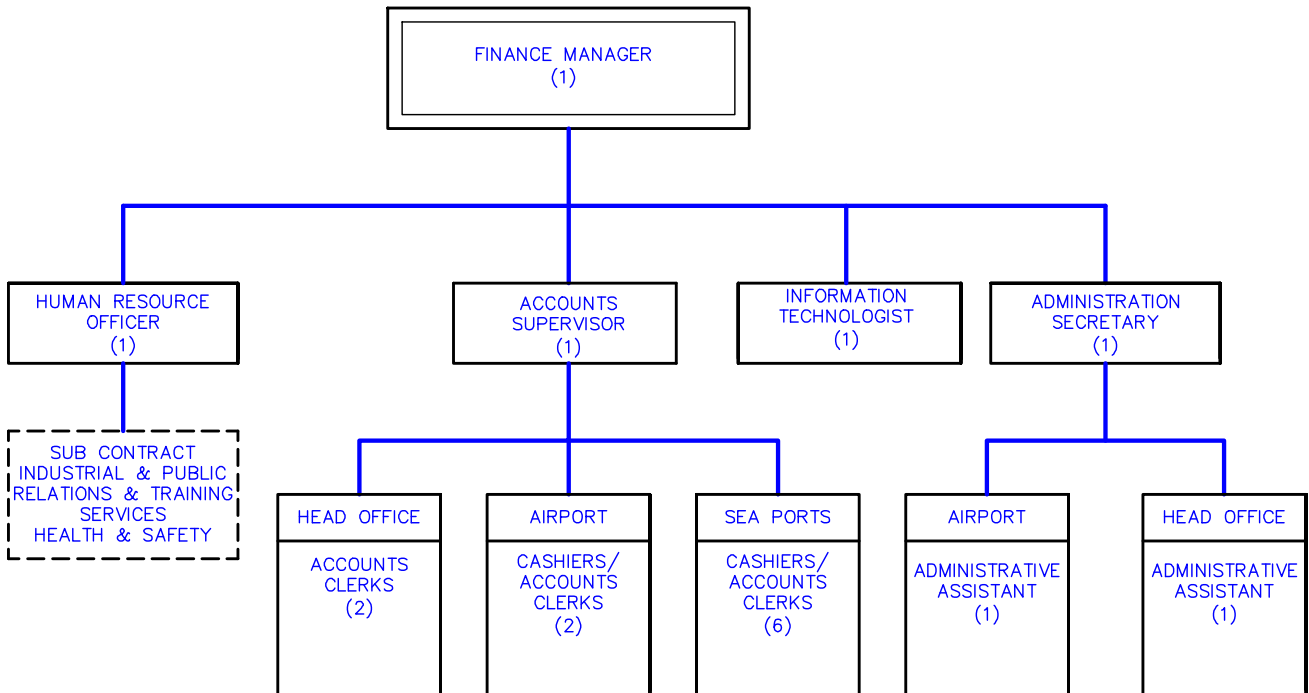 FINANCE MANAGER
(1)
HUMAN RESOURCE
OFFICER
(1)
ACCOUNTS
SUPERVISOR
(1)
INFORMATION
TECHNOLOGIST
(1)
ADMINISTRATION
SECRETARY
(1)
SUB CONTRACT
INDUSTRIAL & PUBLIC
RELATIONS & TRAINING
SERVICES
HEALTH & SAFETY
HEAD OFFICE
ACCOUNTS
CLERKS
(2)
AIRPORT
CASHIERS/
ACCOUNTS
CLERKS
(2)
SEA PORTS
CASHIERS/
ACCOUNTS
CLERKS
(6)
AIRPORT
ADMINISTRATIVE
ASSISTANT
(1)
HEAD OFFICE
ADMINISTRATIVE
ASSISTANT
(1)